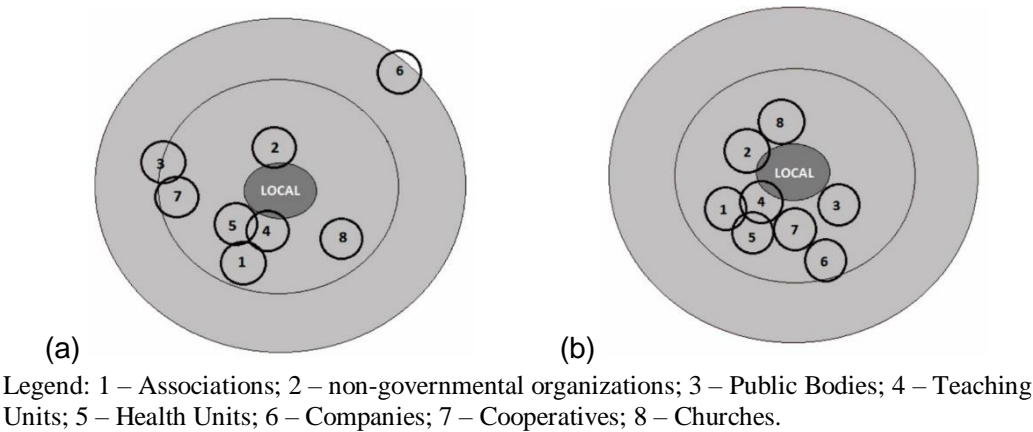 6
2
3
LOCAL
7
5
4
8
1
(a)
8
2
LOCAL
4
1
3
5
7
6
(b)
Legend: 1 – Associations; 2 – non-governmental organizations; 3 – Public Bodies; 4 – Teaching
Units; 5 – Health Units; 6 – Companies; 7 – Cooperatives; 8 – Churches.